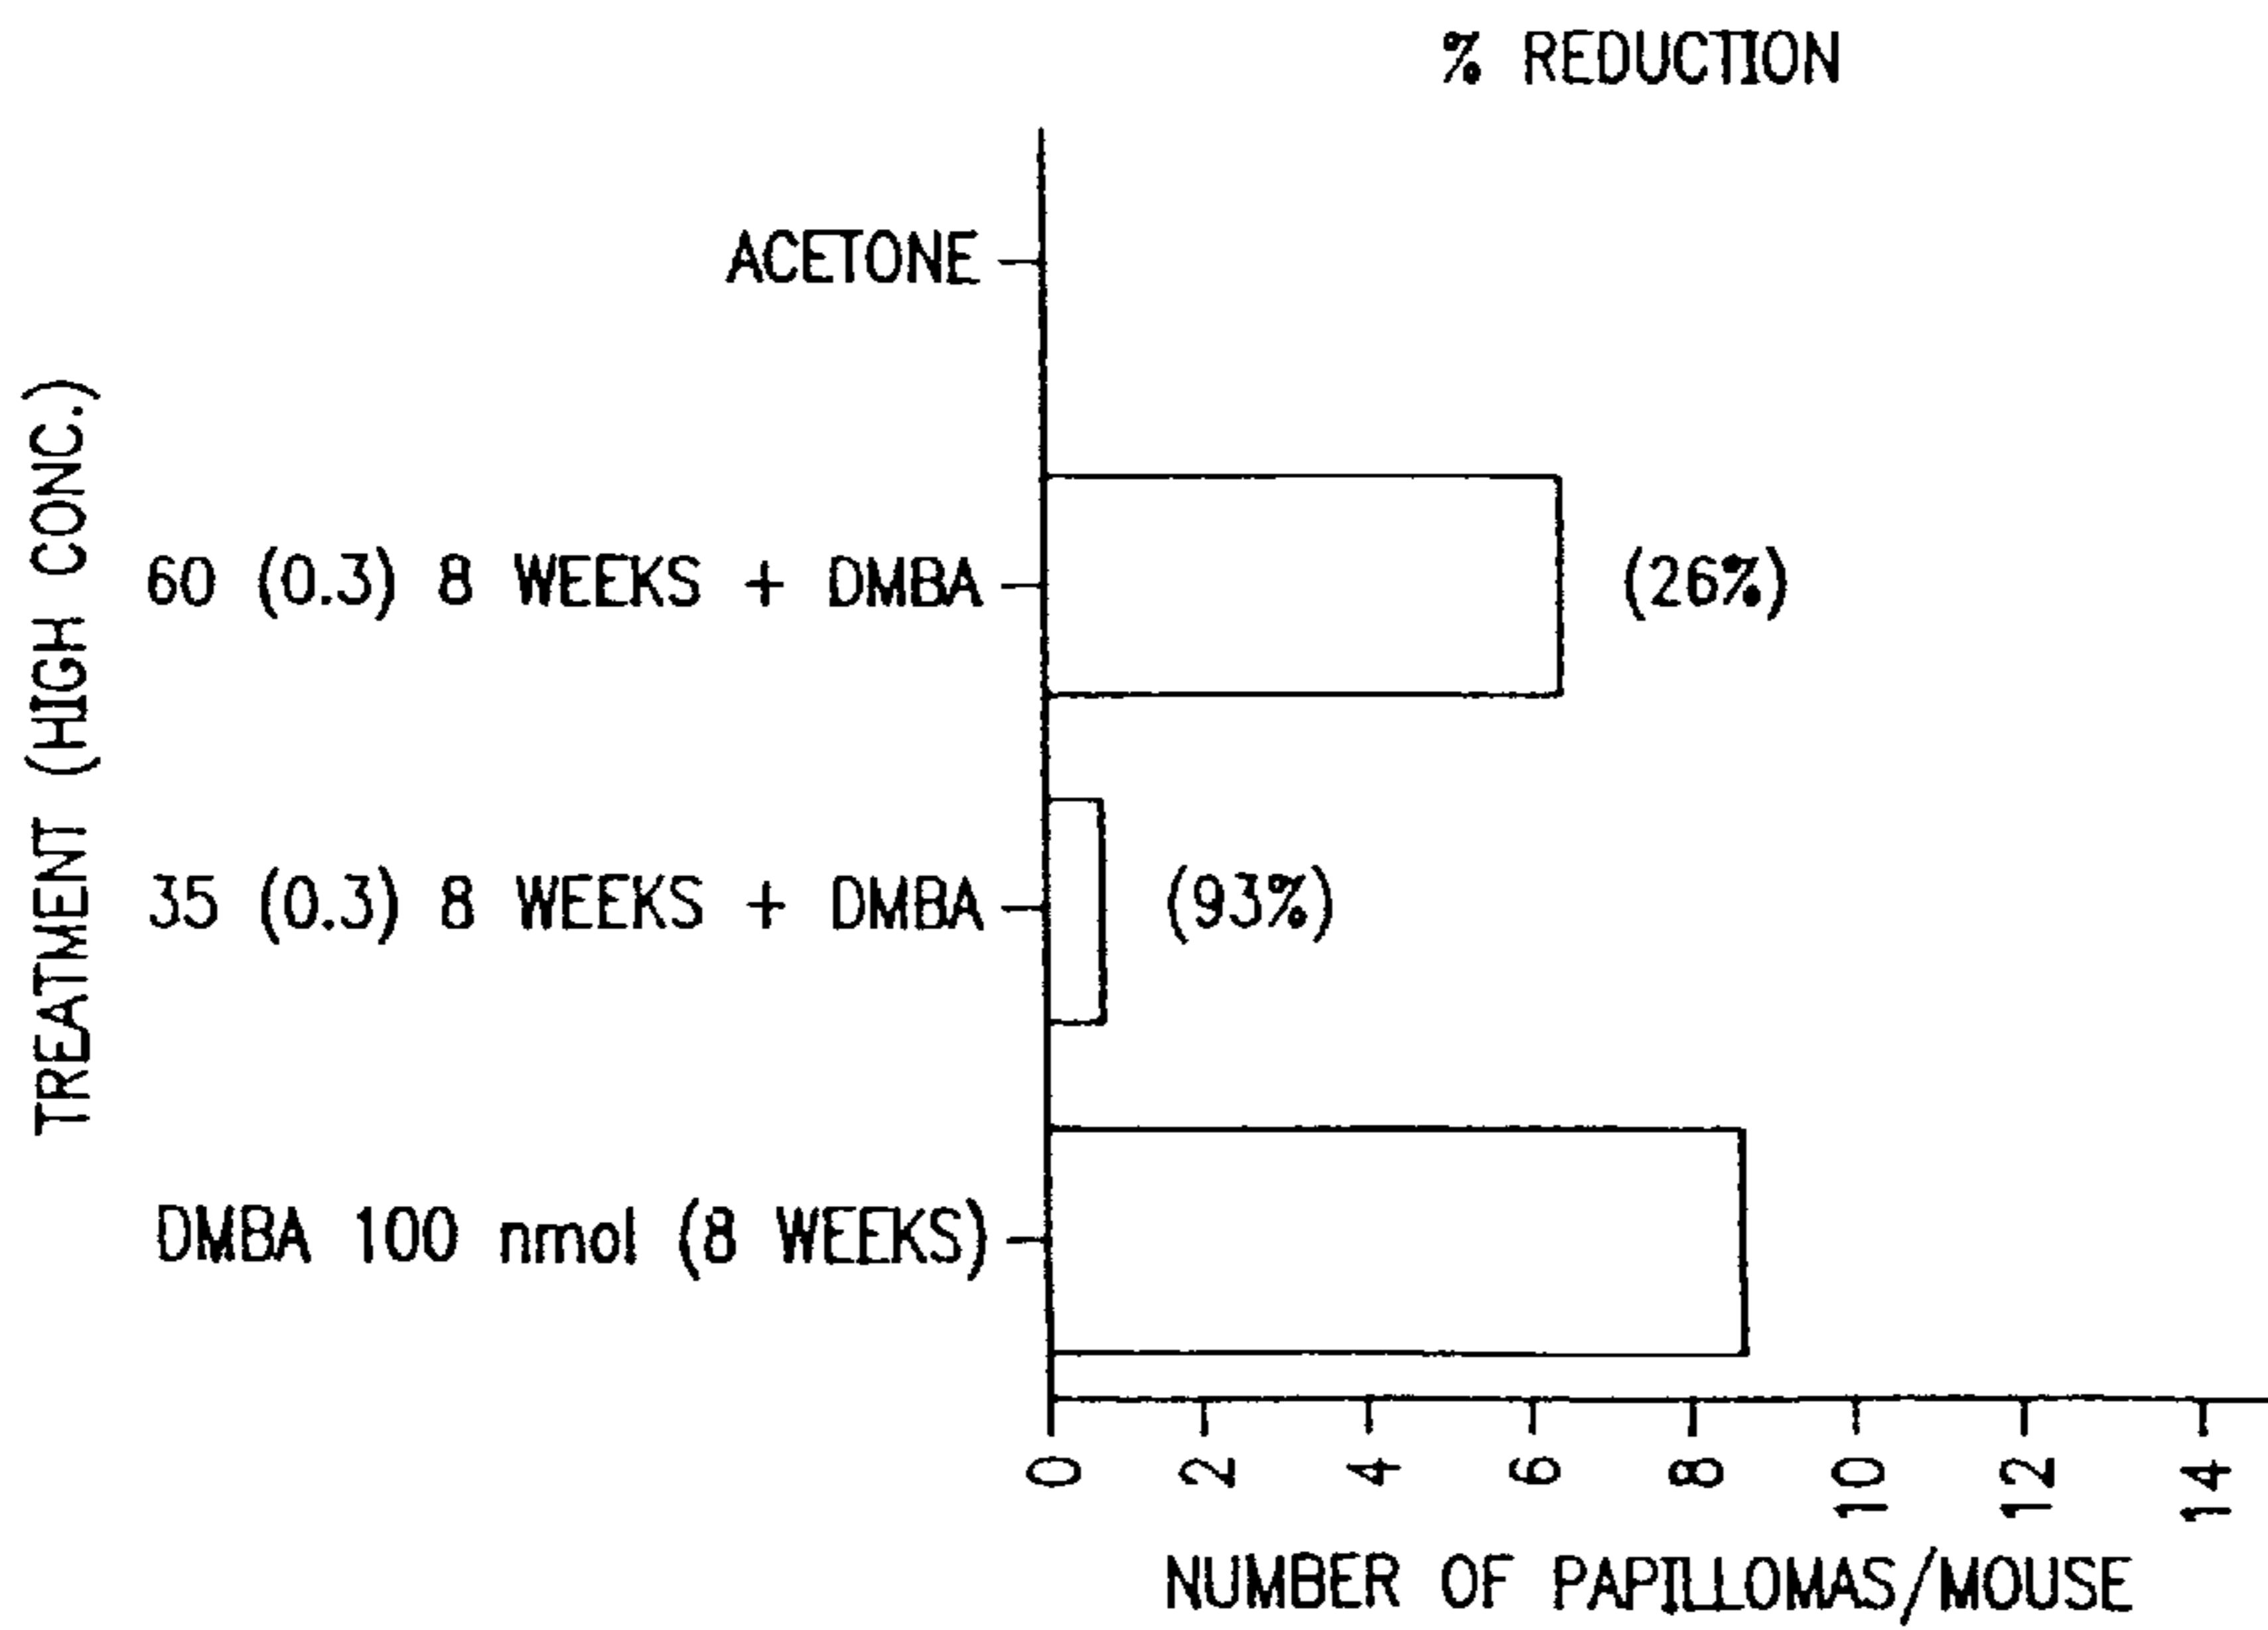 % REDUCTION
TREATMENT (HIGH CONC.)
ACETONE
60 (0.3) 8 WEEKS + DMBA
(26%)
35 (0.3) 8 WEEKS + DMBA
(93%)
DMBA 100 nmol (8 WEEKS)
0 2 4 6 8 10 12 14
NUMBER OF PAPILLOMAS/MOUSE